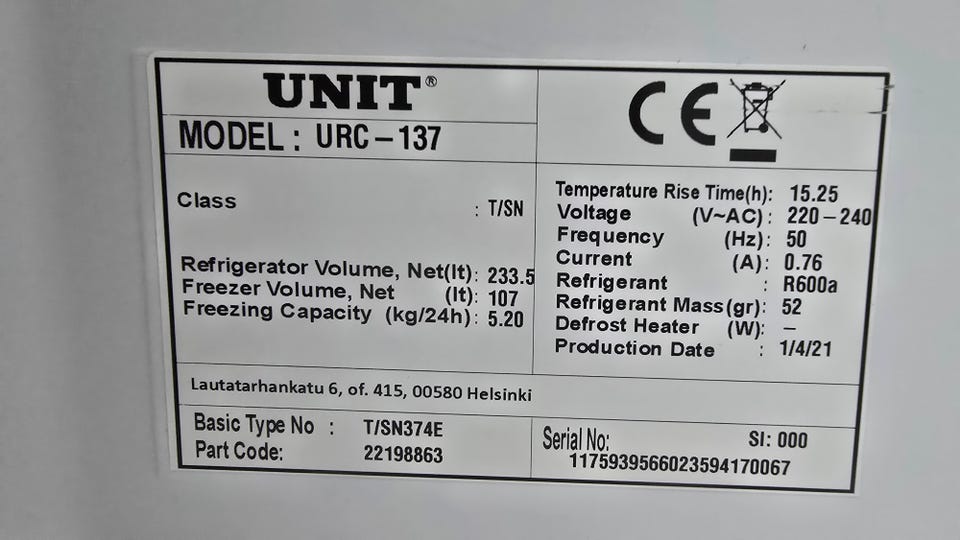 UNIT®
MODEL : URC-137
CE
Class : T/SN
Refrigerator Volume, Net(lt): 233.5
Freezer Volume, Net (lt): 107
Freezing Capacity (kg/24h): 5.20
Temperature Rise Time(h): 15.25
Voltage (V~AC): 220-240
Frequency (Hz): 50
Current (A): 0.76
Refrigerant : R600a
Refrigerant Mass(gr): 52
Defrost Heater (W): -
Production Date : 1/4/21
Lautatarhankatu 6, of. 415, 00580 Helsinki
Basic Type No : T/SN374E
Part Code: 22198863
Serial No: SI: 000
1175939566023594170067